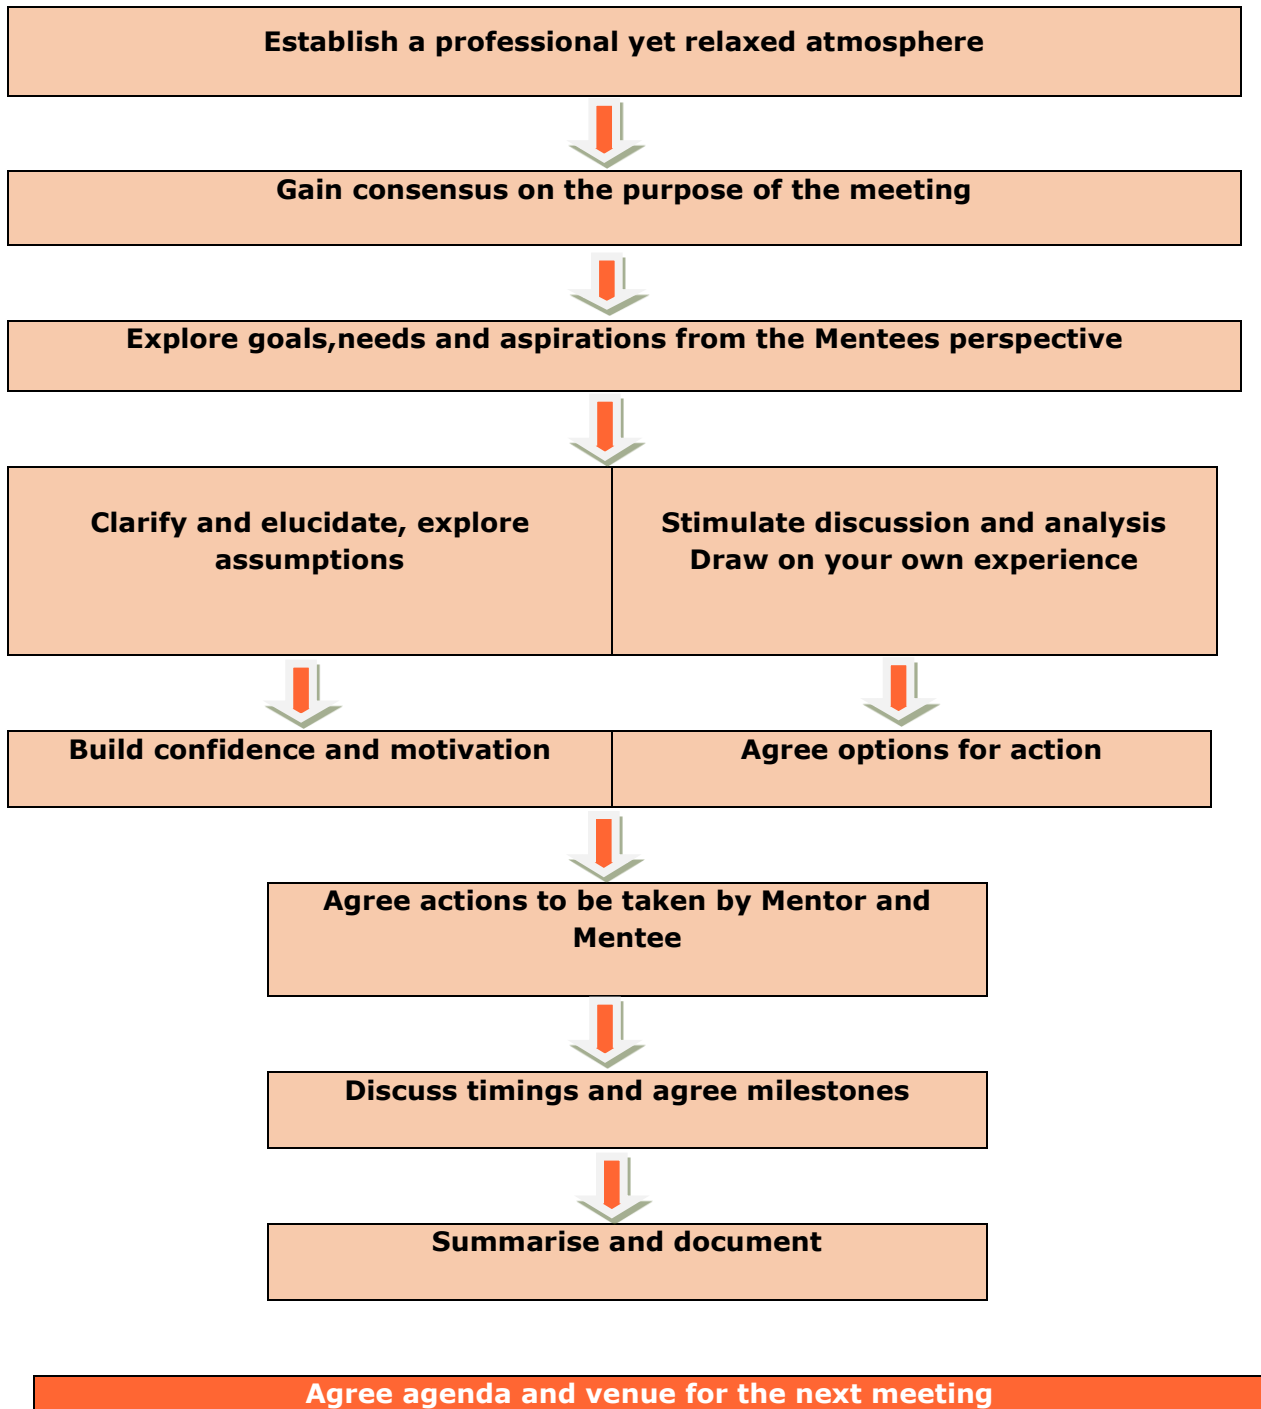 Establish a professional yet relaxed atmosphere
Gain consensus on the purpose of the meeting
Explore goals,needs and aspirations from the Mentees perspective
Clarify and elucidate, explore
assumptions
Stimulate discussion and analysis
Draw on your own experience
Build confidence and motivation
Agree options for action
Agree actions to be taken by Mentor and
Mentee
Discuss timings and agree milestones
Summarise and document
Agree agenda and venue for the next meeting